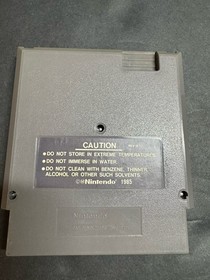 CAUTION
●DO NOT STORE IN EXTREME TEMPERATURES.
●DO NOT IMMERSE IN WATER.
●DO NOT CLEAN WITH BENZENE, THINNER,
ALCOHOL OR OTHER SUCH SOLVENTS.
©®Nintendo 1985